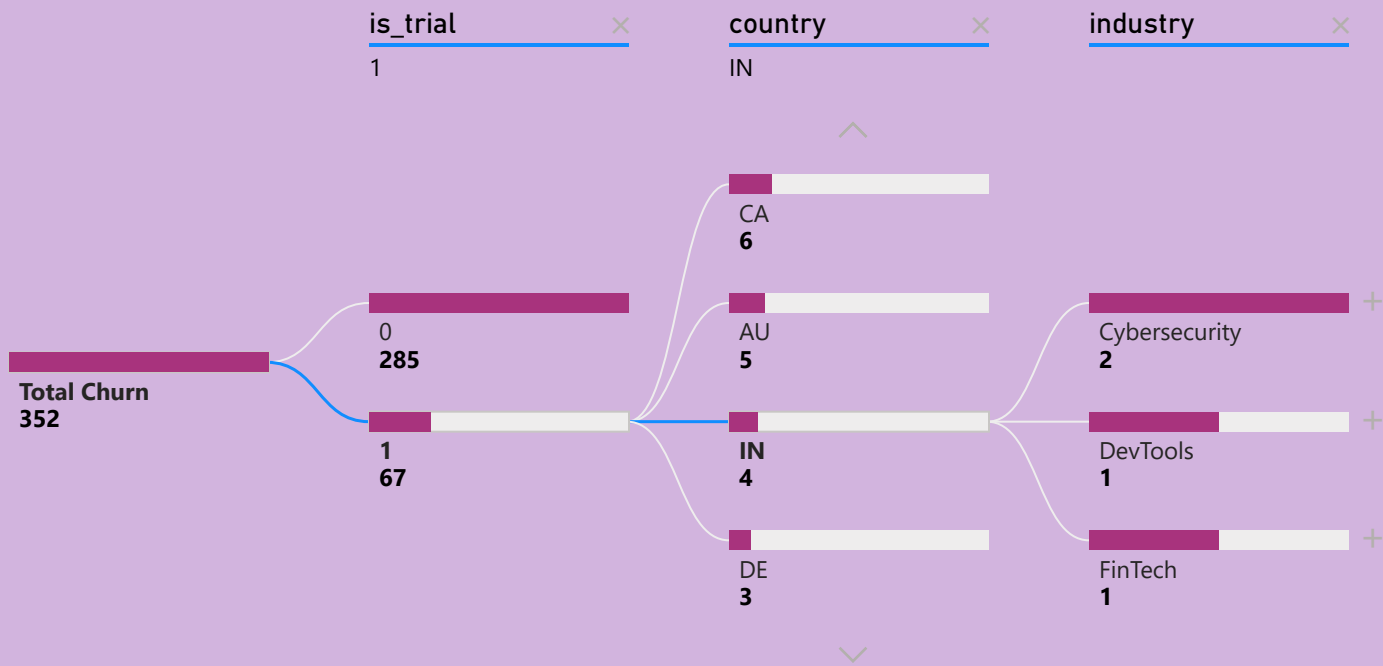 is_trial
1
country
IN
industry
Total Churn
352
0
285
1
67
CA
6
AU
5
IN
4
DE
3
Cybersecurity
2
DevTools
1
FinTech
1